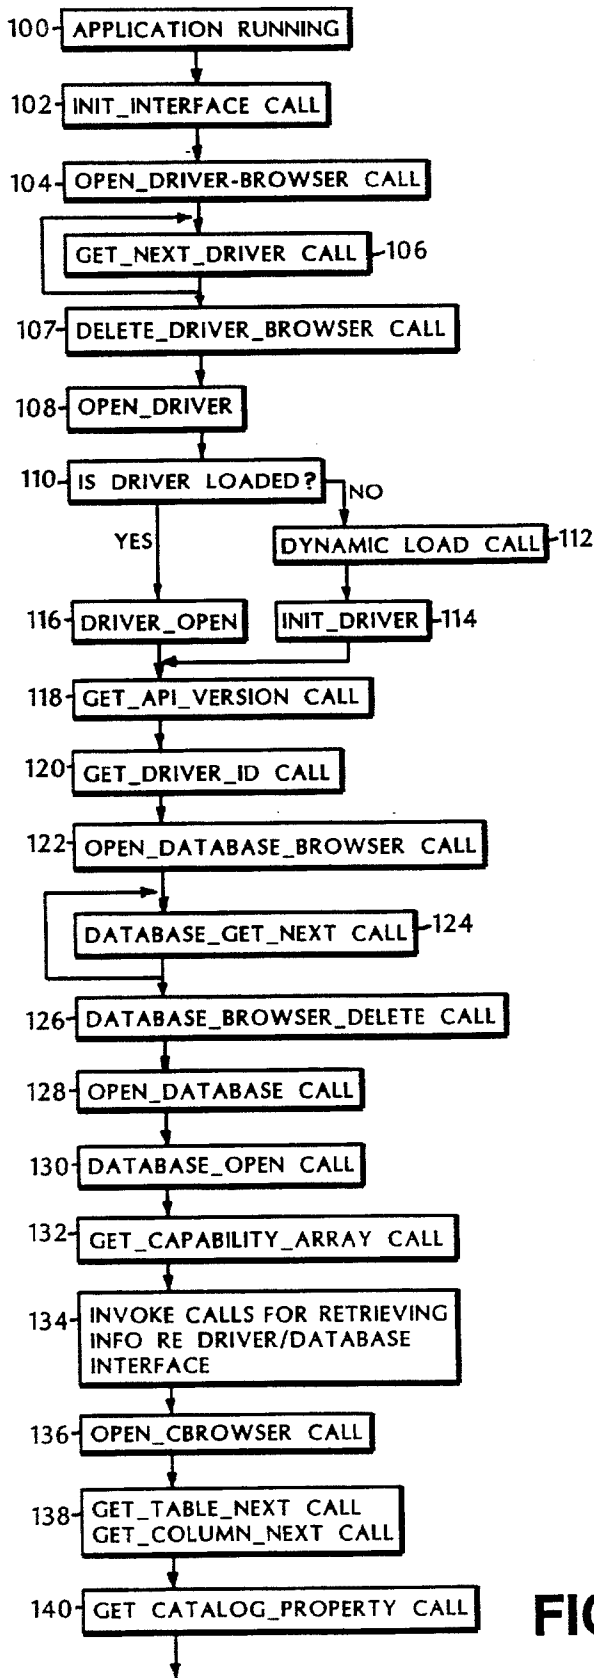 100 APPLICATION RUNNING
102 INIT_INTERFACE CALL
104 OPEN_DRIVER-BROWSER CALL
GET_NEXT_DRIVER CALL 106
107 DELETE_DRIVER_BROWSER CALL
108 OPEN_DRIVER
110 IS DRIVER LOADED?
NO
YES
DYNAMIC LOAD CALL 112
116 DRIVER_OPEN
INIT_DRIVER 114
118 GET_API_VERSION CALL
120 GET_DRIVER_ID CALL
122 OPEN_DATABASE_BROWSER CALL
DATABASE_GET_NEXT CALL 124
126 DATABASE_BROWSER_DELETE CALL
128 OPEN_DATABASE CALL
130 DATABASE_OPEN CALL
132 GET_CAPABILITY_ARRAY CALL
134 INVOKE CALLS FOR RETRIEVING
INFO RE DRIVER/DATABASE
INTERFACE
136 OPEN_CBROWSER CALL
138 GET_TABLE_NEXT CALL
GET_COLUMN_NEXT CALL
140 GET CATALOG_PROPERTY CALL